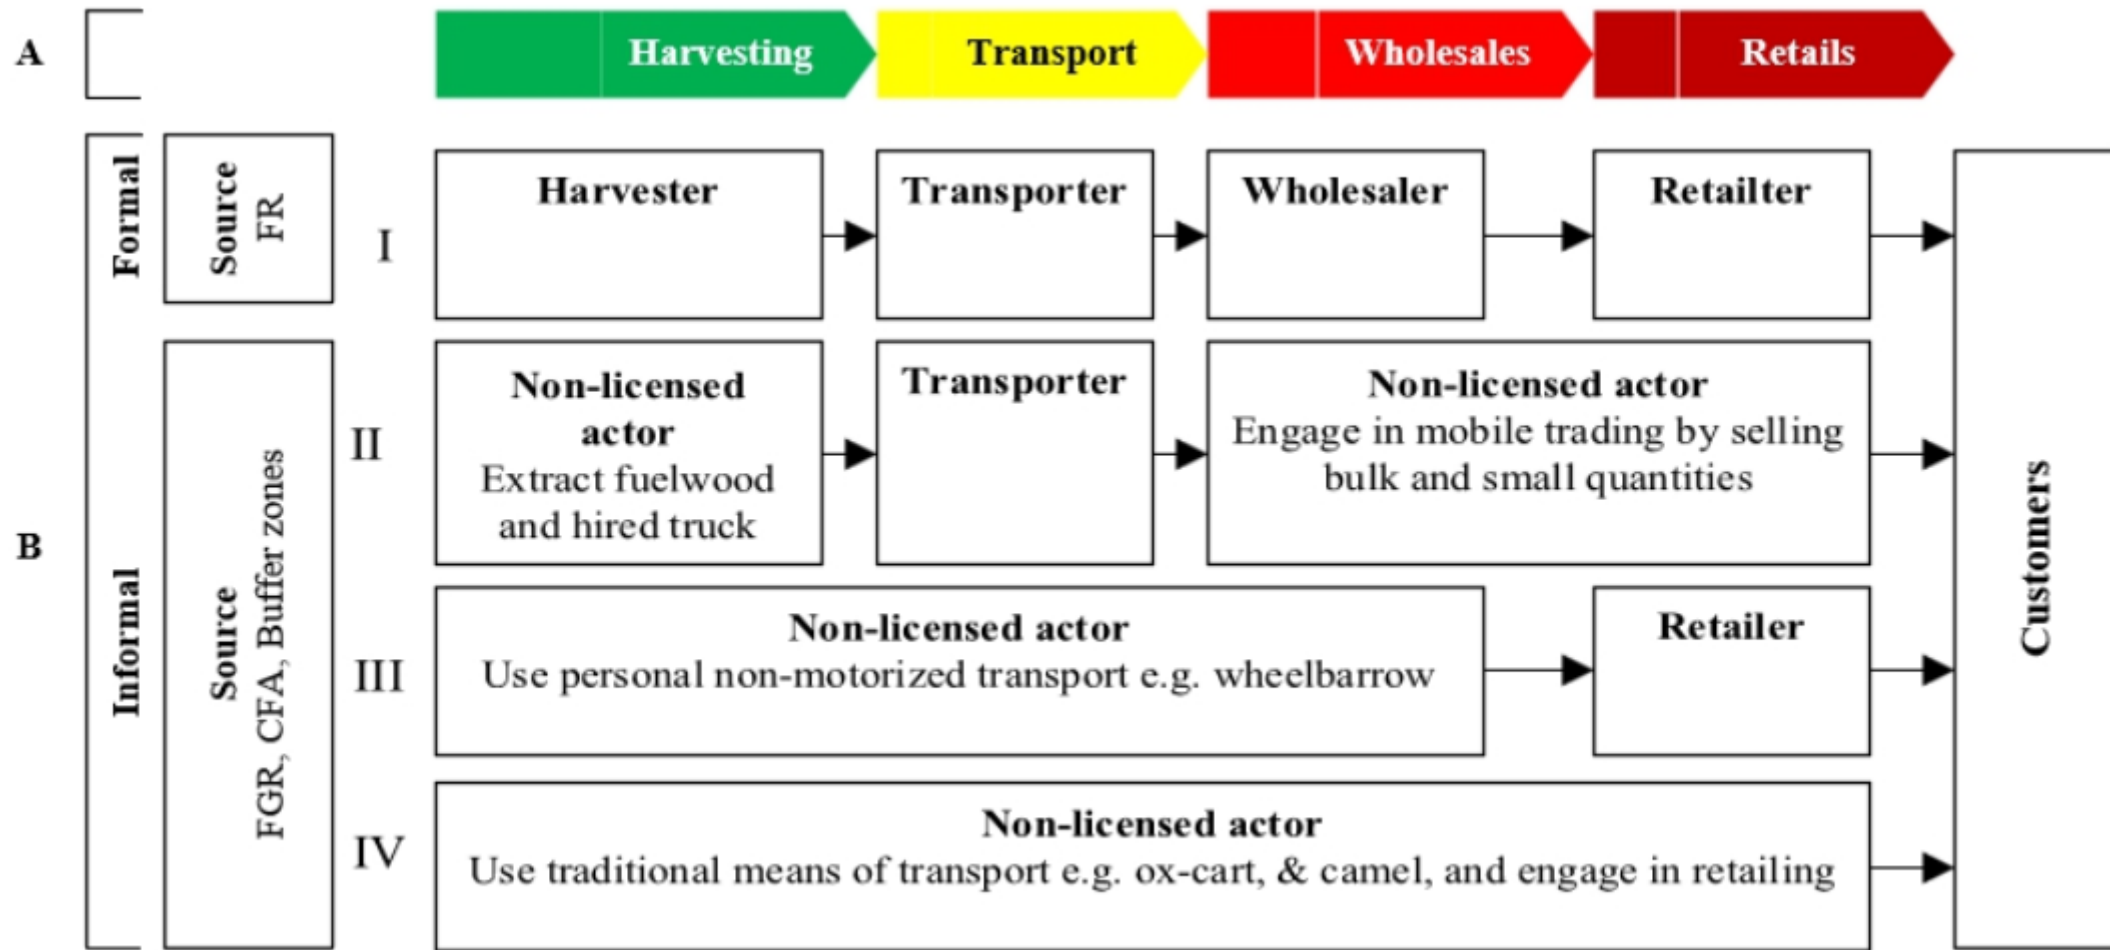 A
Harvesting
Transport
Wholesales
Retails
B
Formal
Source
FR
I
Harvester
Transporter
Wholesaler
Retailter
Informal
Source
FGR, CFA, Buffer zones
II
Non-licensed
actor
Extract fuelwood
and hired truck
Transporter
Non-licensed actor
Engage in mobile trading by selling
bulk and small quantities
III
Non-licensed actor
Use personal non-motorized transport e.g. wheelbarrow
Retailer
IV
Non-licensed actor
Use traditional means of transport e.g. ox-cart, & camel, and engage in retailing
Customers